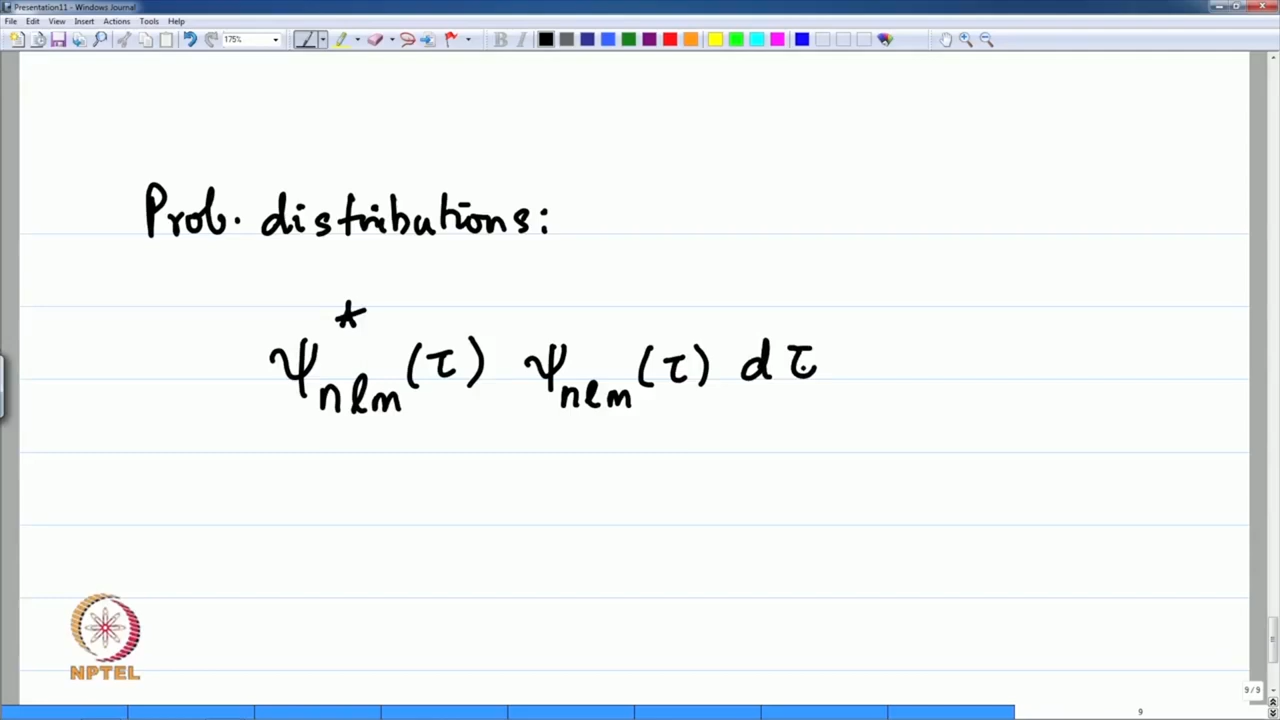 Presentation11 - Windows Journal
File Edit View Insert Actions Tools Help
175%
Prob. distributions:
ψ*nlm(τ) ψnlm(τ) dτ
NPTEL
9 / 9
9